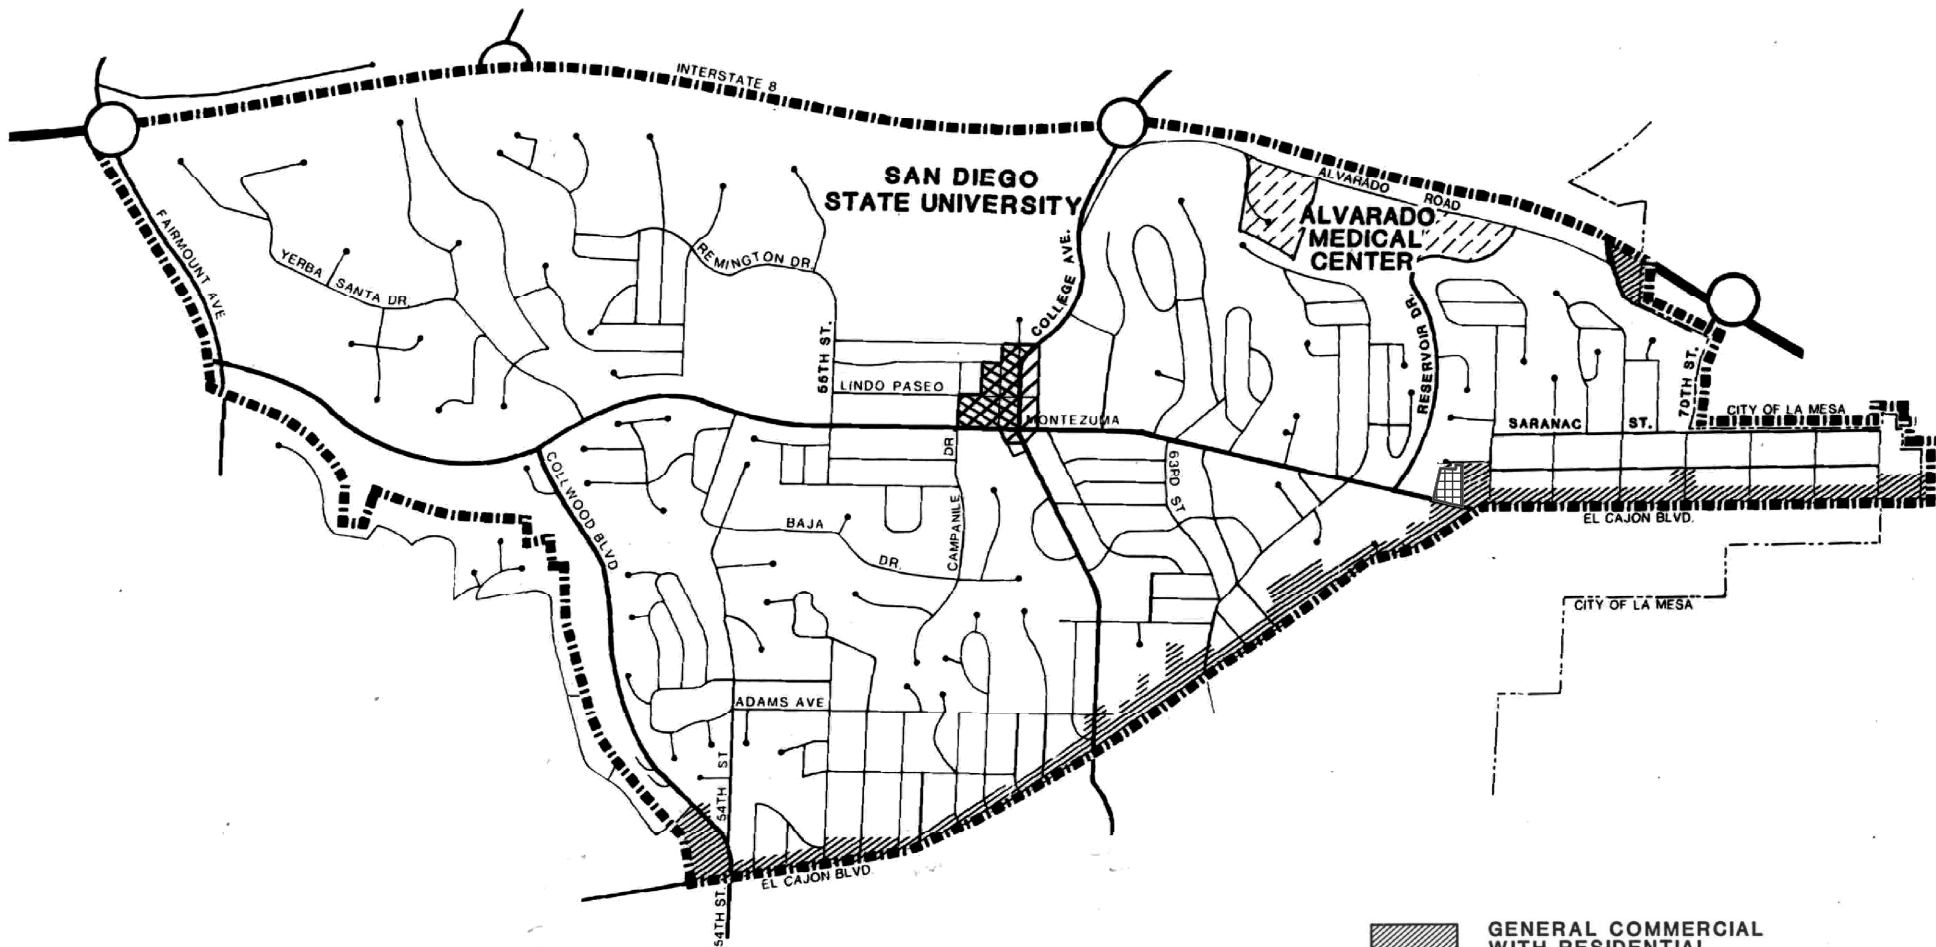 INTERSTATE 8
SAN DIEGO
STATE UNIVERSITY
ALVARADO
ROAD
ALVARADO
MEDICAL
CENTER
FAIRMOUNT AVE
YERBA
SANTA DR.
REMINGTON DR.
COLLEGE AVE.
RESERVOIR DR.
55TH ST.
LINDO PASEO
MONTEZUMA
70TH ST.
CITY OF LA MESA
SARANAC ST.
COLLWOOD BLVD
DR.
CAMPANILE
63RD ST
BAJA
DR.
EL CAJON BLVD.
CITY OF LA MESA
ADAMS AVE
54TH ST
EL CAJON BLVD.
54TH ST.
GENERAL COMMERCIAL
WITH RESIDENTIAL